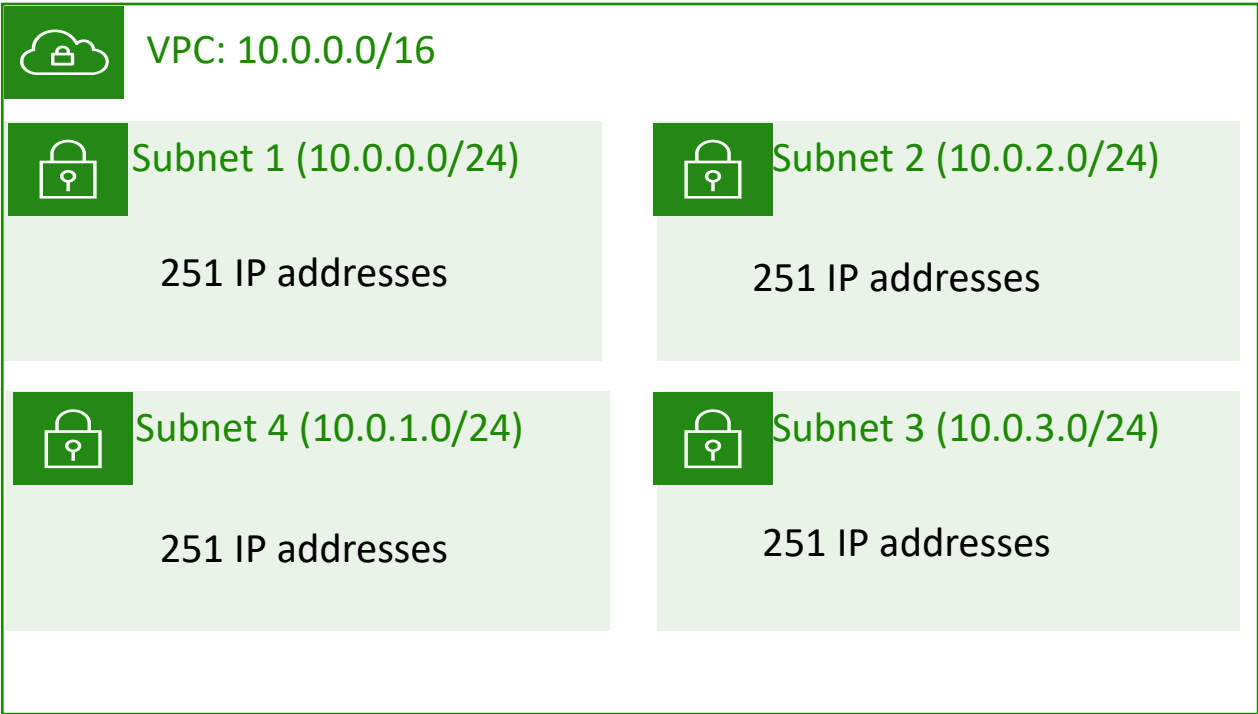 VPC: 10.0.0.0/16
Subnet 1 (10.0.0.0/24)
251 IP addresses
Subnet 2 (10.0.2.0/24)
251 IP addresses
Subnet 4 (10.0.1.0/24)
251 IP addresses
Subnet 3 (10.0.3.0/24)
251 IP addresses